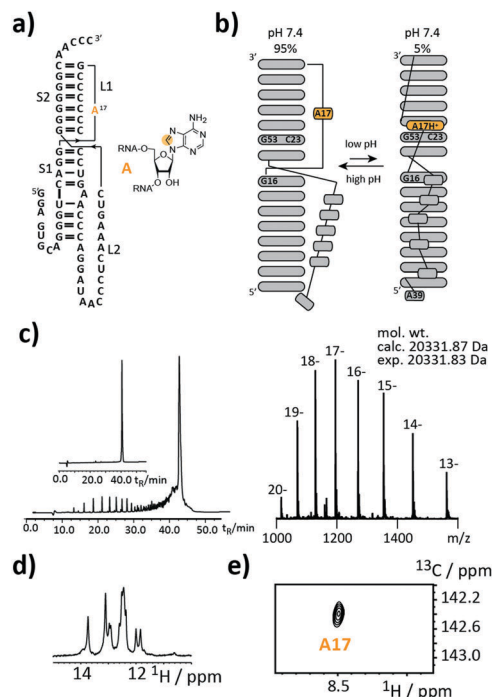 a)
AACCC 3'
S2
L1
A17
S1
L2
5'
GGAGUG
CUGAAACUCCC
NH2
N
N
N
N
RNA-O
O
A
O OH
RNA
b)
pH 7.4
95%
pH 7.4
5%
3'
3'
A17
A17H+
G53 C23
G53 C23
low pH
high pH
G16
G16
5'
5'
A39
c)
0.0 20.0 40.0 tR/min
0.0 10.0 20.0 30.0 40.0 50.0 tR/min
mol. wt.
calc. 20331.87 Da
exp. 20331.83 Da
20- 19- 18- 17- 16- 15- 14- 13-
1000 1200 1400 m/z
d)
14 12 1H / ppm
e)
13C / ppm
142.2
142.6
143.0
A17
8.5 1H / ppm